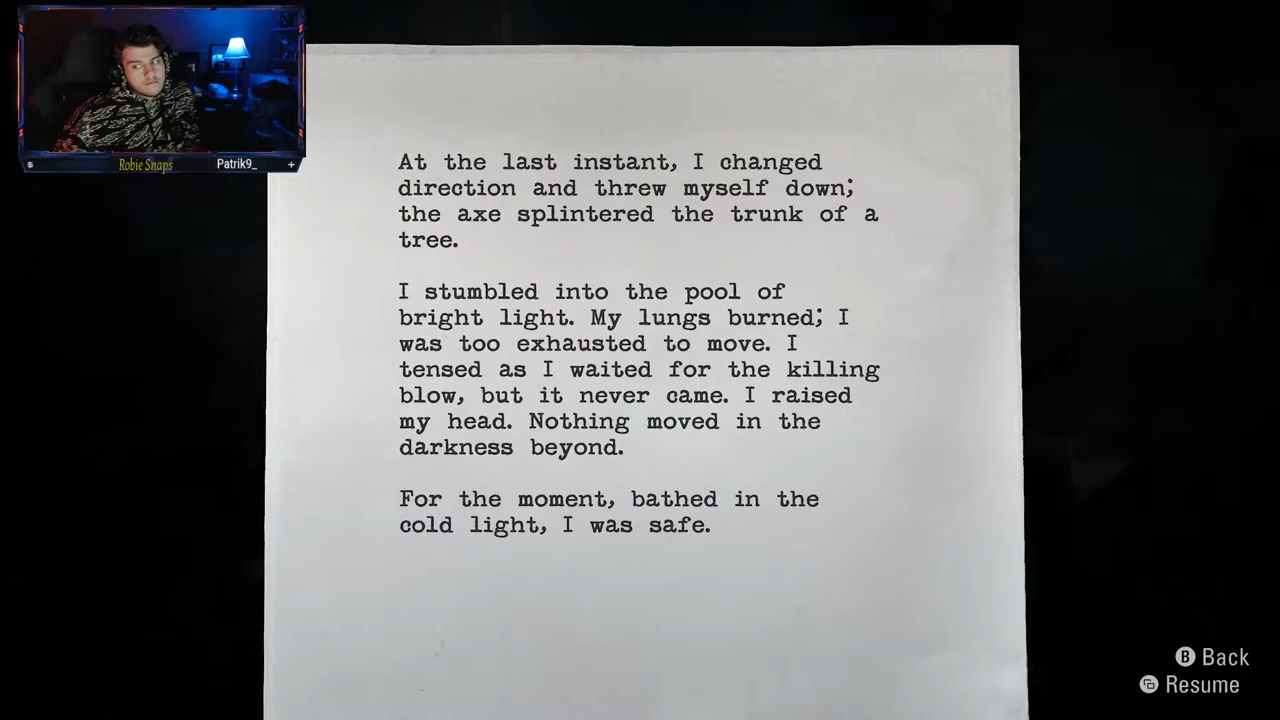 Robie Snaps
Patrik9_
At the last instant, I changed
direction and threw myself down;
the axe splintered the trunk of a
tree.
I stumbled into the pool of
bright light. My lungs burned; I
was too exhausted to move. I
tensed as I waited for the killing
blow, but it never came. I raised
my head. Nothing moved in the
darkness beyond.
For the moment, bathed in the
cold light, I was safe.
B Back
Resume